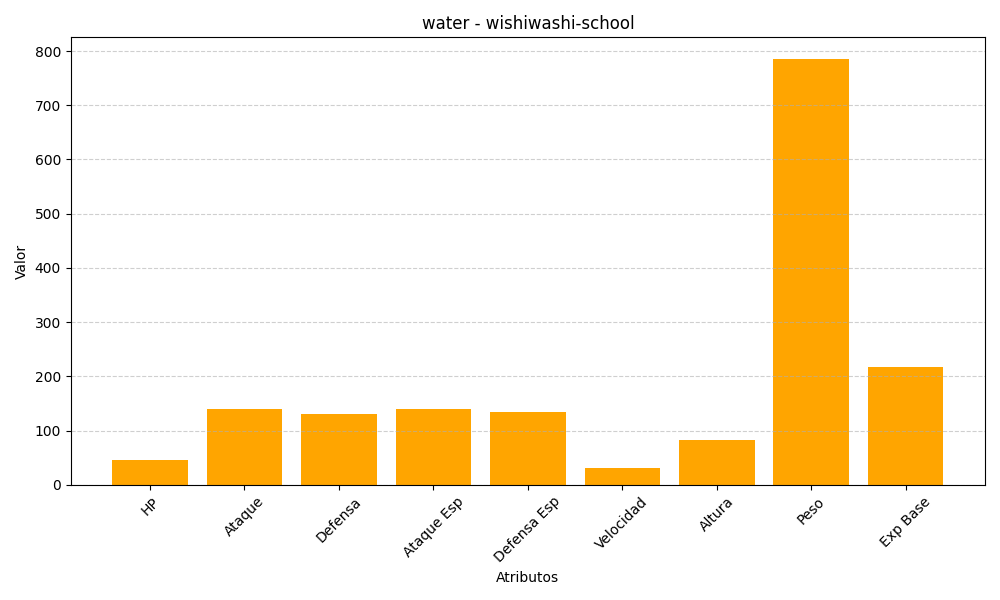 water - wishiwashi-school
Valor
800
700
600
500
400
300
200
100
0
HP
Ataque
Defensa
Ataque Esp
Defensa Esp
Velocidad
Altura
Peso
Exp Base
Atributos